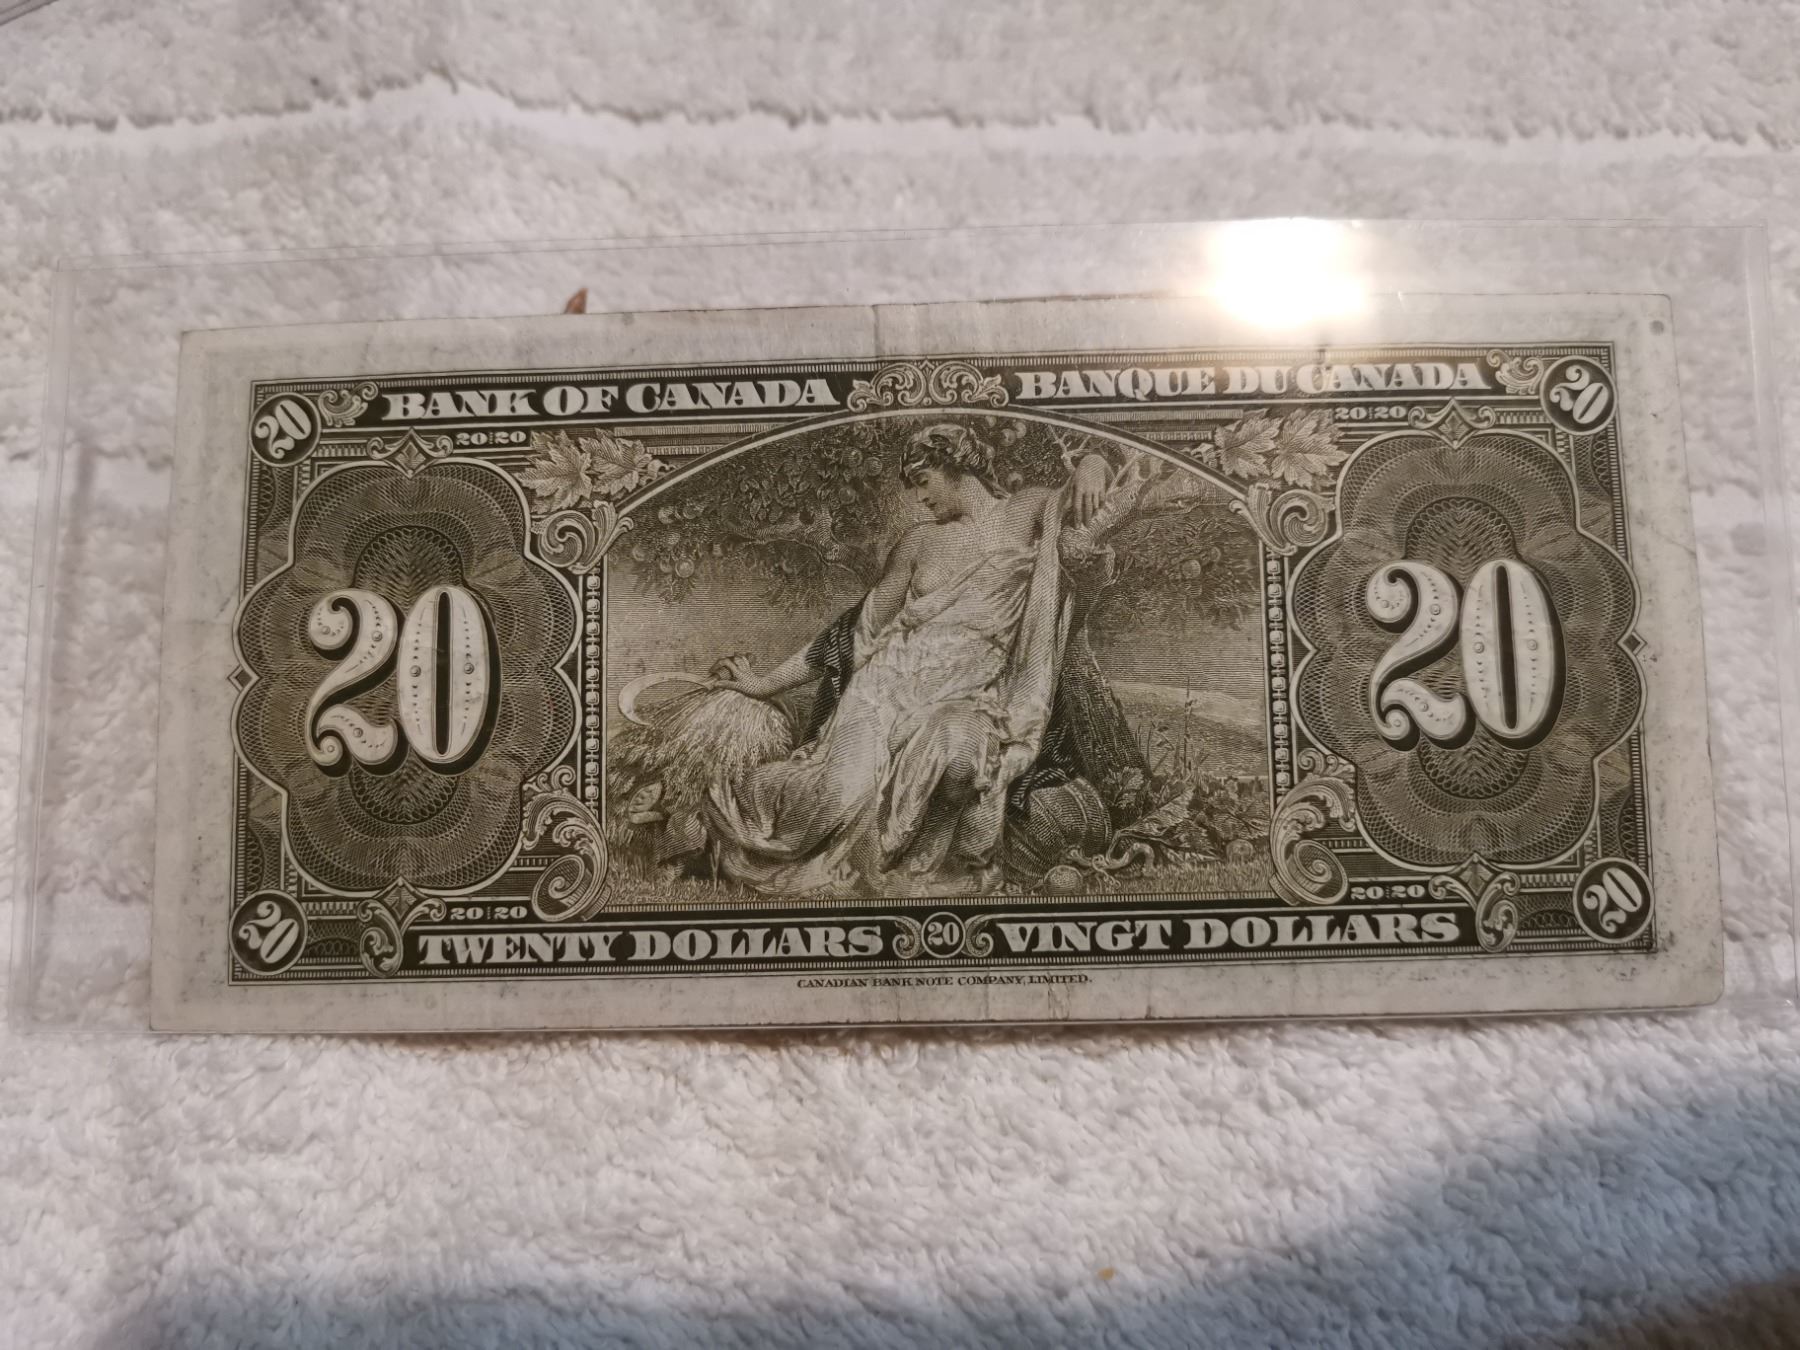 BANK OF CANADA BANQUE DU CANADA
20 20
20 20 20 20
20 20
20 20 20 20
20 20
TWENTY DOLLARS 20 VINGT DOLLARS
CANADIAN BANK NOTE COMPANY, LIMITED.